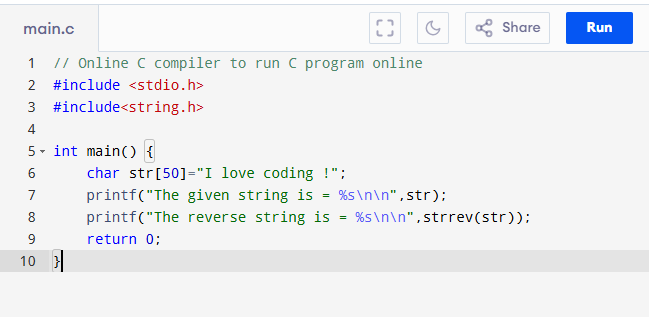 main.c
Share
Run
1 // Online C compiler to run C program online
2 #include <stdio.h>
3 #include<string.h>
4
5 int main() {
6 char str[50]="I love coding !";
7 printf("The given string is = %s\n\n",str);
8 printf("The reverse string is = %s\n\n",strrev(str));
9 return 0;
10 }